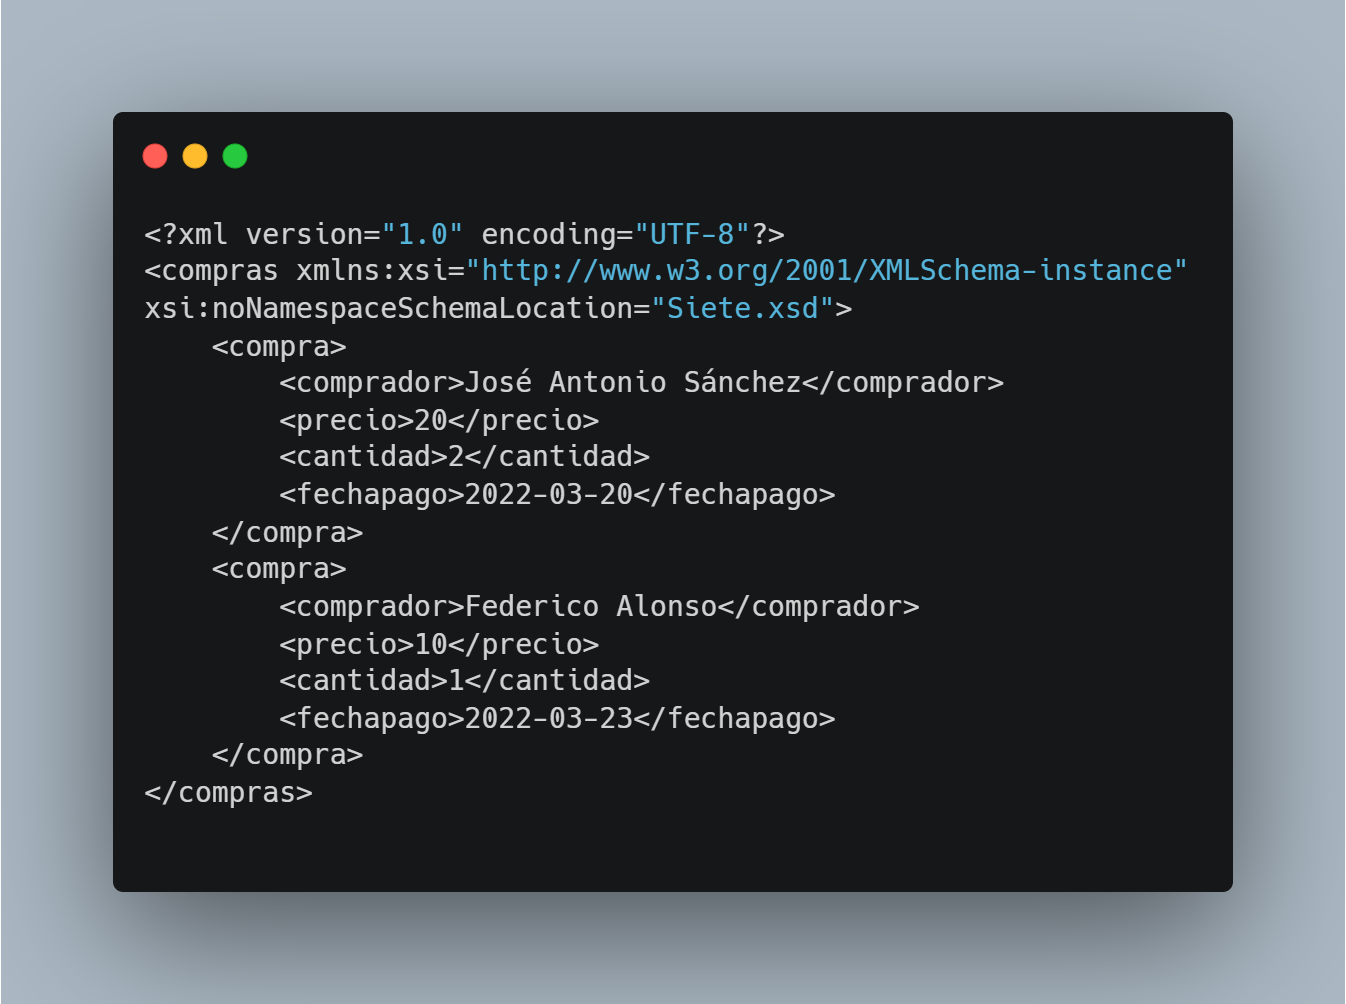 <?xml version="1.0" encoding="UTF-8"?>
<compras xmlns:xsi="http://www.w3.org/2001/XMLSchema-instance"
xsi:noNamespaceSchemaLocation="Siete.xsd">
    <compra>
        <comprador>José Antonio Sánchez</comprador>
        <precio>20</precio>
        <cantidad>2</cantidad>
        <fechapago>2022-03-20</fechapago>
    </compra>
    <compra>
        <comprador>Federico Alonso</comprador>
        <precio>10</precio>
        <cantidad>1</cantidad>
        <fechapago>2022-03-23</fechapago>
    </compra>
</compras>